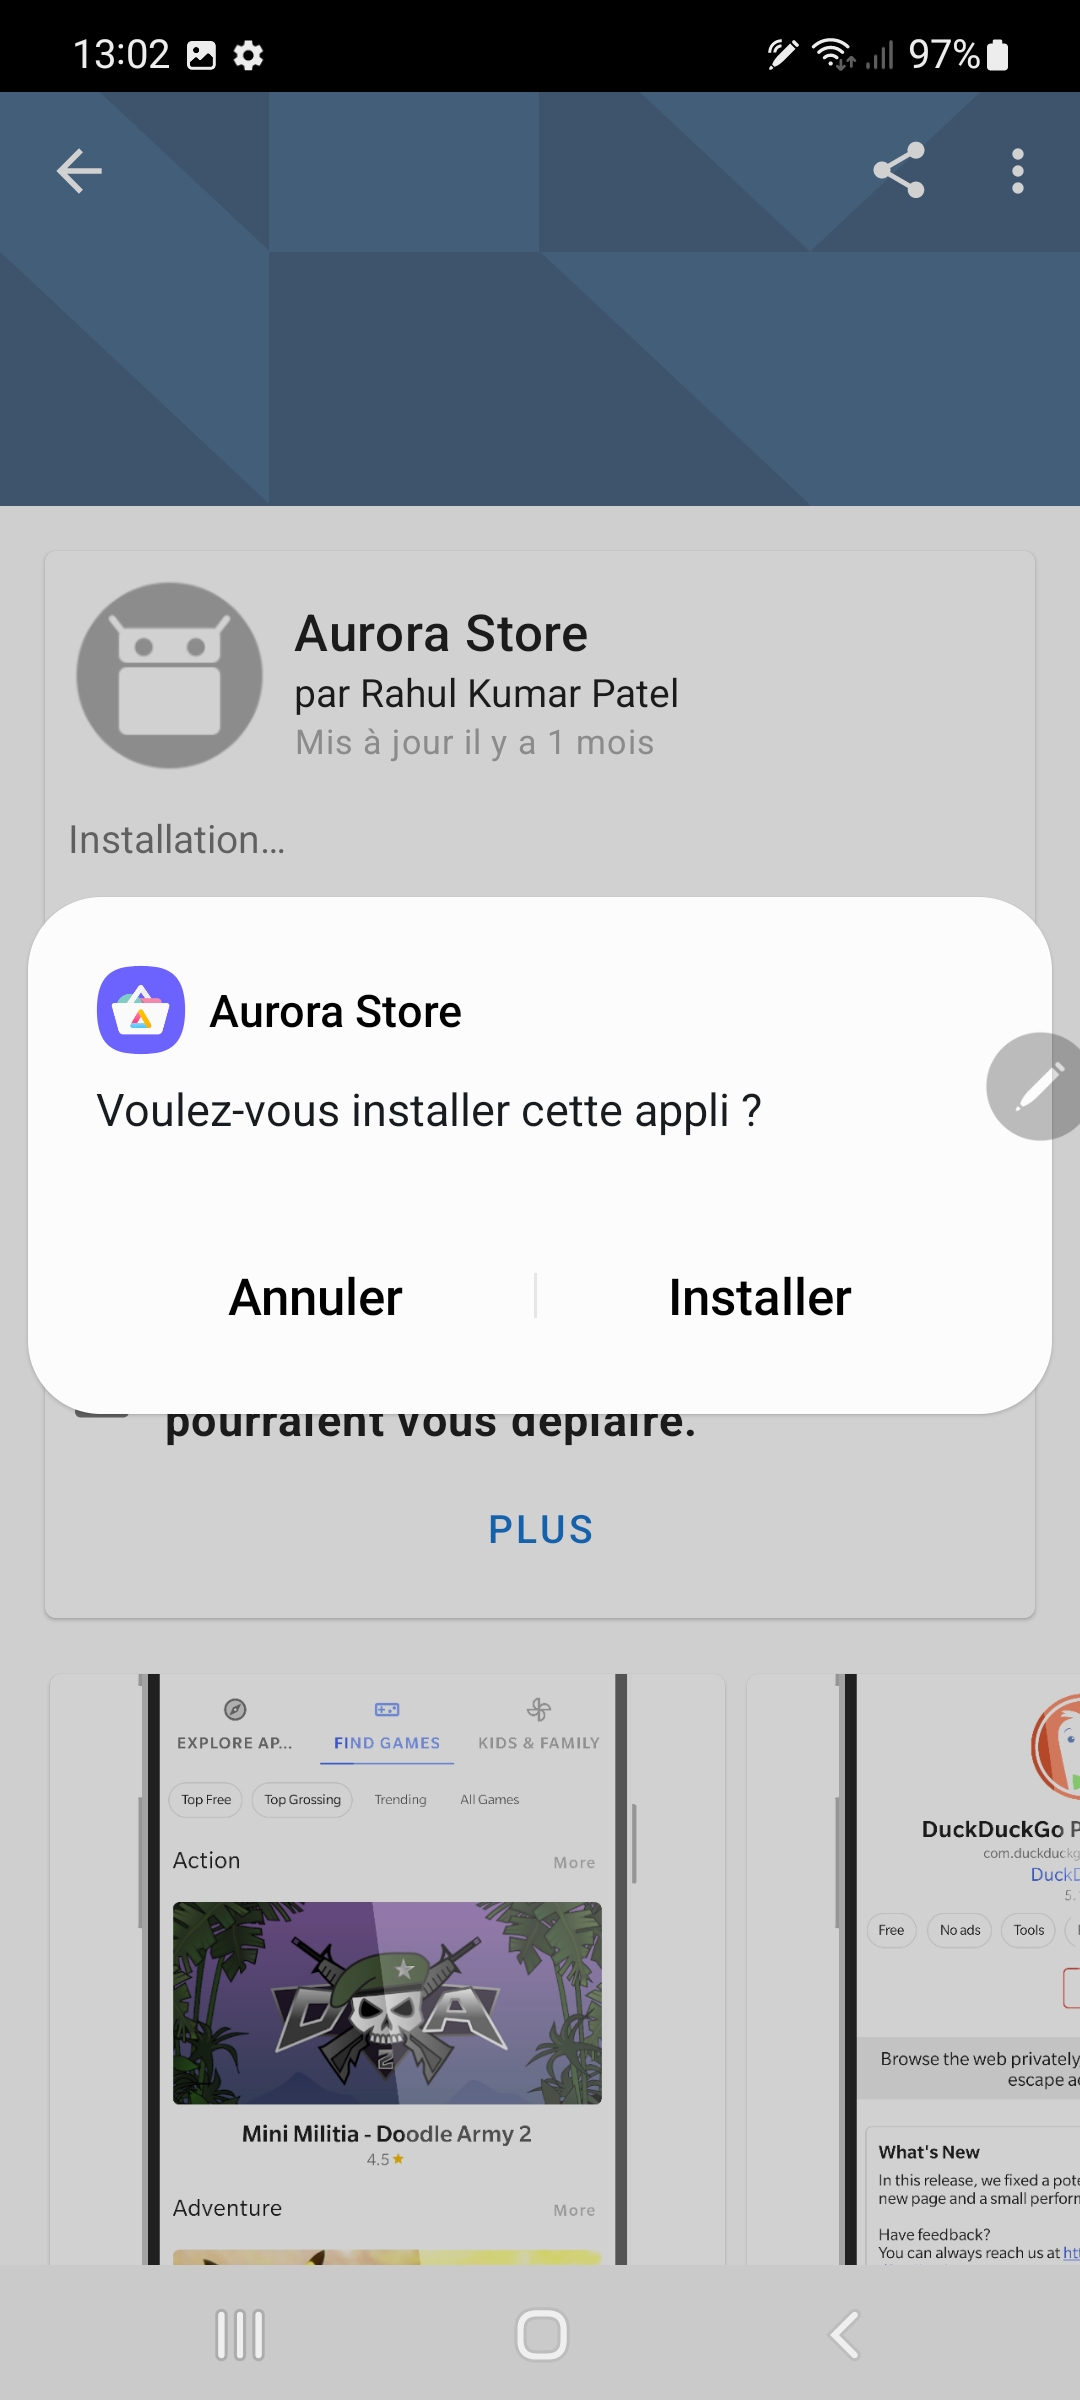 13:02
97%
Aurora Store
par Rahul Kumar Patel
Mis à jour il y a 1 mois
Installation…
Aurora Store
Voulez-vous installer cette appli ?
Annuler
Installer
pourraient vous déplaire.
PLUS
EXPLORE AP...
FIND GAMES
KIDS & FAMILY
Top Free
Top Grossing
Trending
All Games
Action
More
DA
2
Mini Militia - Doodle Army 2
4.5
Adventure
More
DuckDuckGo
com.duckduckg
5.
Free
No ads
Tools
Browse the web privately
escape
What's New
In this release, we fixed a
new page and a small
Have feedback?
You can always reach us at